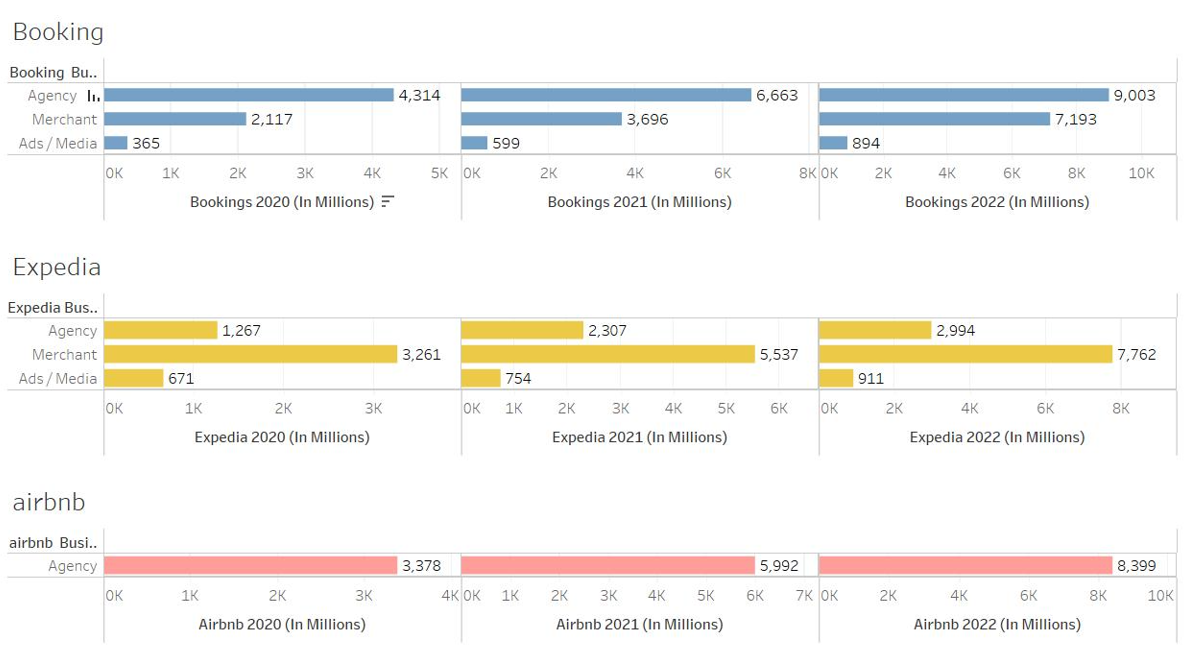 Booking
Booking Bu..
Agency 4,314 6,663 9,003
Merchant 2,117 3,696 7,193
Ads / Media 365 599 894
0K 1K 2K 3K 4K 5K 0K 2K 4K 6K 8K 0K 2K 4K 6K 8K 10K
Bookings 2020 (In Millions) Bookings 2021 (In Millions) Bookings 2022 (In Millions)
Expedia
Expedia Bus..
Agency 1,267 2,307 2,994
Merchant 3,261 5,537 7,762
Ads / Media 671 754 911
0K 1K 2K 3K 0K 1K 2K 3K 4K 5K 6K 0K 2K 4K 6K 8K
Expedia 2020 (In Millions) Expedia 2021 (In Millions) Expedia 2022 (In Millions)
airbnb
airbnb Busi..
Agency 3,378 5,992 8,399
0K 1K 2K 3K 4K 0K 1K 2K 3K 4K 5K 6K 7K 0K 2K 4K 6K 8K 10K
Airbnb 2020 (In Millions) Airbnb 2021 (In Millions) Airbnb 2022 (In Millions)